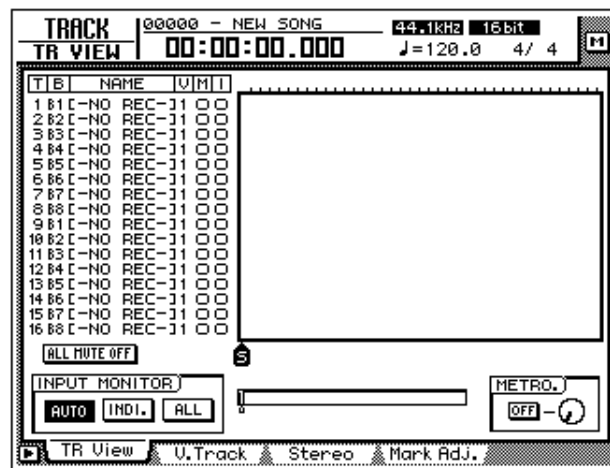 TRACK
TR VIEW
00000 - NEW SONG
00:00:00.000
44.1kHz 16bit
♩=120.0 4/ 4
M
T B NAME V M I
1 B1 [-NO REC-] 1 O O
2 B2 [-NO REC-] 1 O O
3 B3 [-NO REC-] 1 O O
4 B4 [-NO REC-] 1 O O
5 B5 [-NO REC-] 1 O O
6 B6 [-NO REC-] 1 O O
7 B7 [-NO REC-] 1 O O
8 B8 [-NO REC-] 1 O O
9 B1 [-NO REC-] 1 O O
10 B2 [-NO REC-] 1 O O
11 B3 [-NO REC-] 1 O O
12 B4 [-NO REC-] 1 O O
13 B5 [-NO REC-] 1 O O
14 B6 [-NO REC-] 1 O O
15 B7 [-NO REC-] 1 O O
16 B8 [-NO REC-] 1 O O
ALL MUTE OFF
S
INPUT MONITOR
AUTO INDI. ALL
METRO.
OFF
TR View V.Track Stereo Mark Adj.